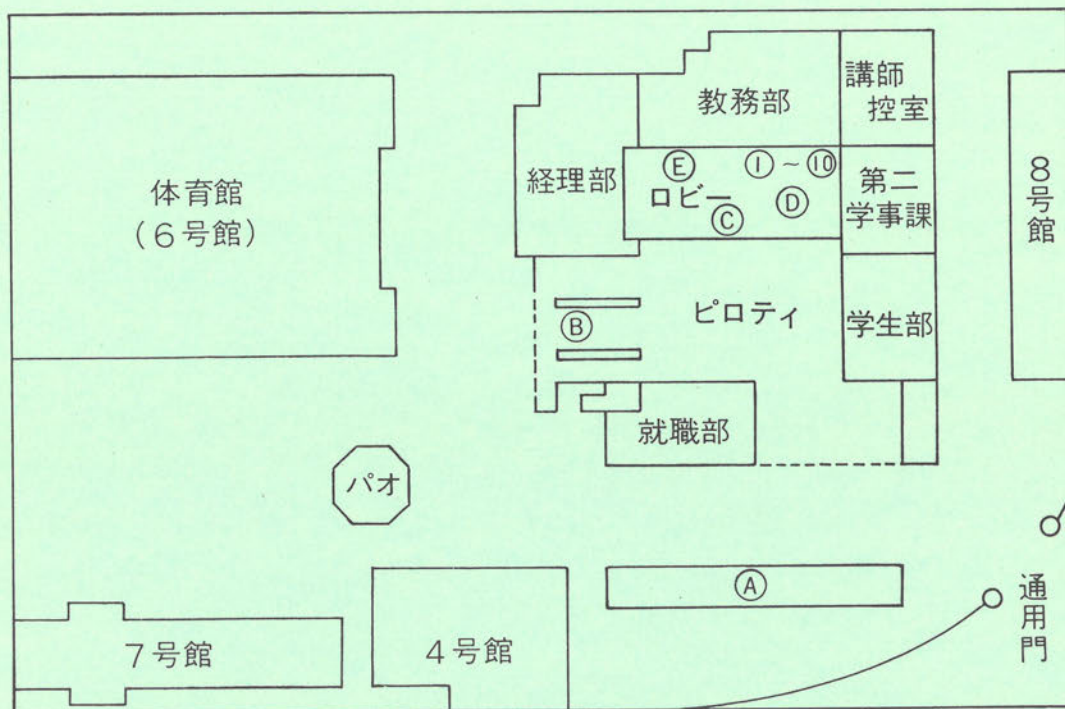 教務部
講師
控室
経理部
Ⓔ
①～⑩
ロビー
Ⓒ
Ⓓ
第二
学事課
8号館
体育館
(6号館)
Ⓑ
ピロティ
学生部
就職部
パオ
Ⓐ
通用門
7号館
4号館